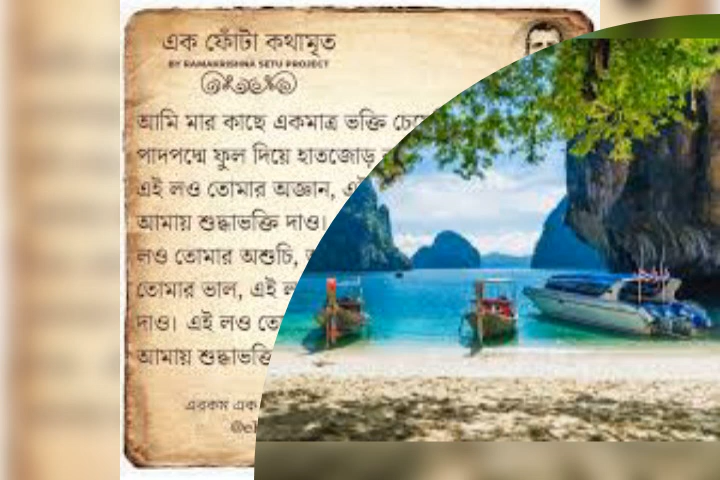 এক ফোঁটা কথামৃত
BY RAMAKRISHNA SETU PROJECT
আমি মার কাছে একমাত্র ভক্তি
পাদপদ্মে ফুল দিয়ে হাতজোড়
এই লও তোমার অজ্ঞান,
আমায় শুদ্ধাভক্তি দাও।
লও তোমার অশুচি,
তোমার ভাল, এই
দাও। এই লও
আমায় শুদ্ধাভক্তি
এরকম এক